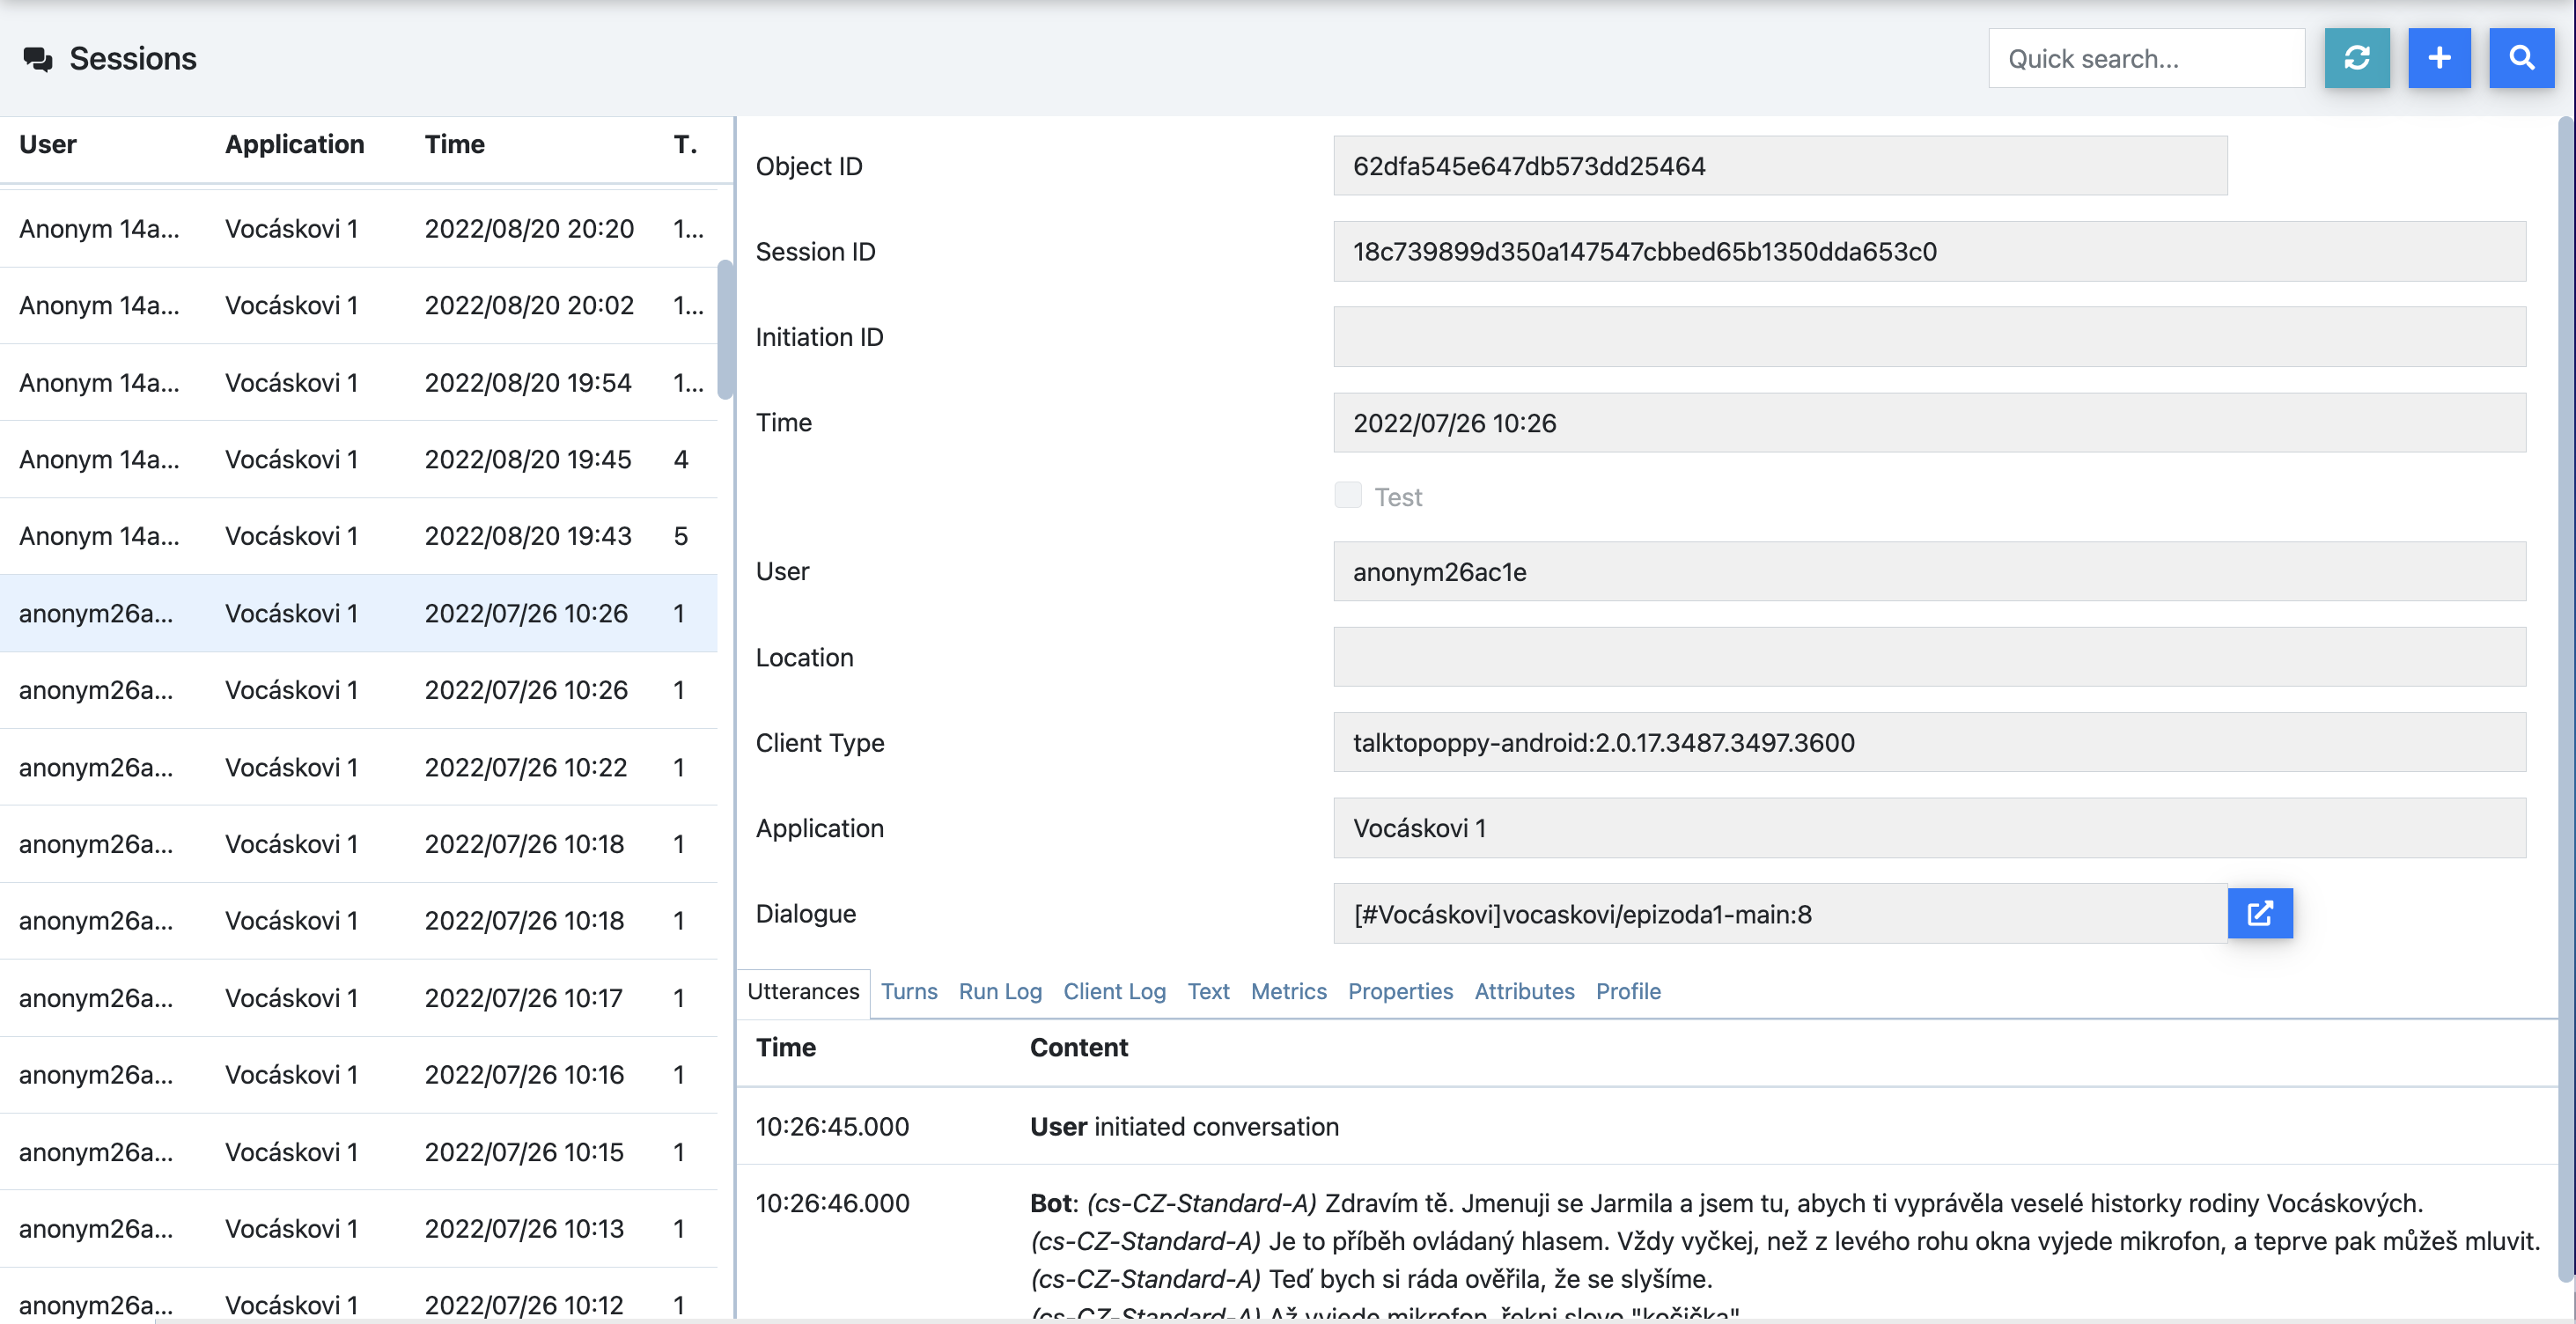 Sessions
Quick search...
User Application Time T.
Anonym 14a... Vocáskovi 1 2022/08/20 20:20 1...
Anonym 14a... Vocáskovi 1 2022/08/20 20:02 1...
Anonym 14a... Vocáskovi 1 2022/08/20 19:54 1...
Anonym 14a... Vocáskovi 1 2022/08/20 19:45 4
Anonym 14a... Vocáskovi 1 2022/08/20 19:43 5
anonym26a... Vocáskovi 1 2022/07/26 10:26 1
anonym26a... Vocáskovi 1 2022/07/26 10:26 1
anonym26a... Vocáskovi 1 2022/07/26 10:22 1
anonym26a... Vocáskovi 1 2022/07/26 10:18 1
anonym26a... Vocáskovi 1 2022/07/26 10:18 1
anonym26a... Vocáskovi 1 2022/07/26 10:17 1
anonym26a... Vocáskovi 1 2022/07/26 10:16 1
anonym26a... Vocáskovi 1 2022/07/26 10:15 1
anonym26a... Vocáskovi 1 2022/07/26 10:13 1
anonym26a... Vocáskovi 1 2022/07/26 10:12 1
Object ID 62dfa545e647db573dd25464
Session ID 18c739899d350a147547cbbed65b1350dda653c0
Initiation ID
Time 2022/07/26 10:26
Test
User anonym26ac1e
Location
Client Type talktopoppy-android:2.0.17.3487.3497.3600
Application Vocáskovi 1
Dialogue [#Vocáskovi]vocaskovi/epizoda1-main:8
Utterances Turns Run Log Client Log Text Metrics Properties Attributes Profile
Time Content
10:26:45.000 User initiated conversation
10:26:46.000 Bot: (cs-CZ-Standard-A) Zdravím tě. Jmenuji se Jarmila a jsem tu, abych ti vyprávěla veselé historky rodiny Vocáskových.
(cs-CZ-Standard-A) Je to příběh ovládaný hlasem. Vždy vyčkej, než z levého rohu okna vyjede mikrofon, a teprve pak můžeš mluvit.
(cs-CZ-Standard-A) Teď bych si ráda ověřila, že se slyšíme.
(cs-CZ-Standard-A) Až vyjede mikrofon, řekni slovo "kočička"